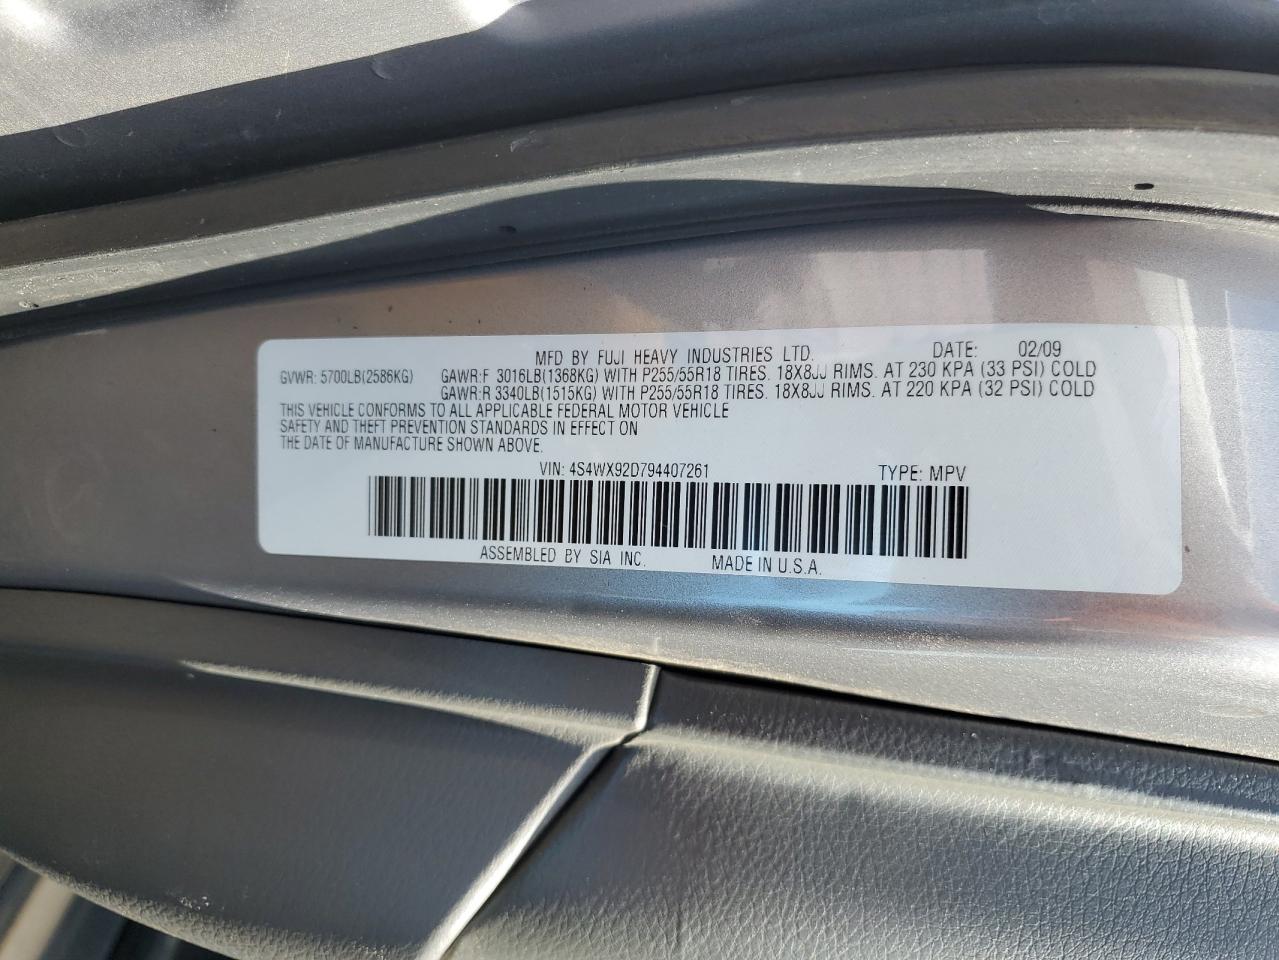 MFD BY FUJI HEAVY INDUSTRIES LTD. DATE: 02/09
GVWR: 5700LB(2586KG) GAWR:F 3016LB(1368KG) WITH P255/55R18 TIRES. 18X8JJ RIMS. AT 230 KPA (33 PSI) COLD
GAWR:R 3340LB(1515KG) WITH P255/55R18 TIRES. 18X8JJ RIMS. AT 220 KPA (32 PSI) COLD
THIS VEHICLE CONFORMS TO ALL APPLICABLE FEDERAL MOTOR VEHICLE
SAFETY AND THEFT PREVENTION STANDARDS IN EFFECT ON
THE DATE OF MANUFACTURE SHOWN ABOVE.
VIN: 4S4WX92D794407261 TYPE: MPV
ASSEMBLED BY SIA INC. MADE IN U.S.A.